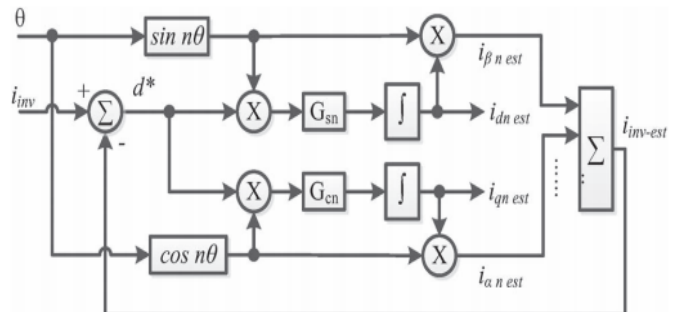 θ
sin nθ
X
i_β n est
i_inv
+
Σ
-
d*
X
G_sn
∫
i_dn est
Σ
i_inv-est
X
G_cn
∫
i_qn est
cos nθ
X
i_α n est